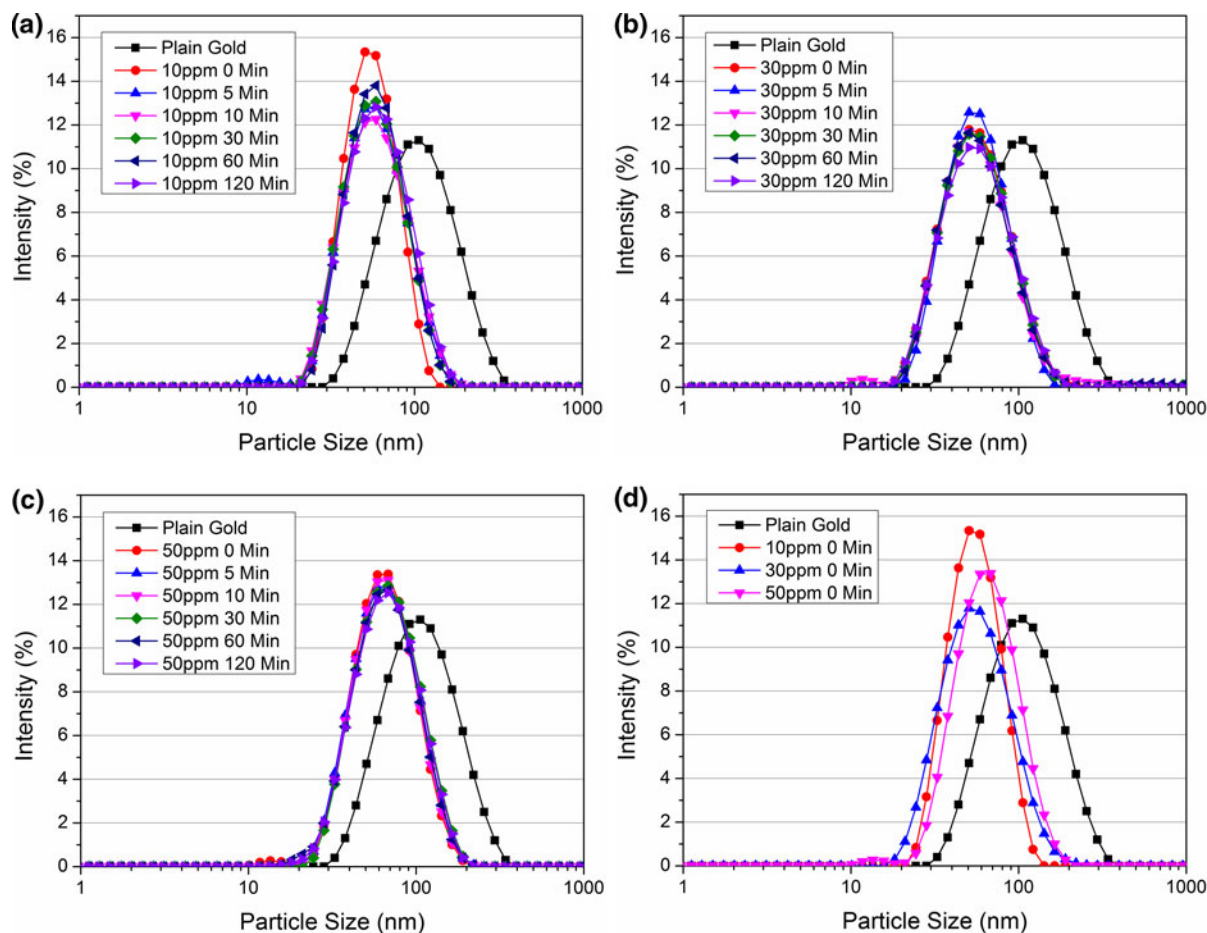 (a)
Plain Gold
10ppm 0 Min
10ppm 5 Min
10ppm 10 Min
10ppm 30 Min
10ppm 60 Min
10ppm 120 Min
Intensity (%)
16
14
12
10
8
6
4
2
0
1 10 100 1000
Particle Size (nm)
(b)
Plain Gold
30ppm 0 Min
30ppm 5 Min
30ppm 10 Min
30ppm 30 Min
30ppm 60 Min
30ppm 120 Min
Intensity (%)
16
14
12
10
8
6
4
2
0
1 10 100 1000
Particle Size (nm)
(c)
Plain Gold
50ppm 0 Min
50ppm 5 Min
50ppm 10 Min
50ppm 30 Min
50ppm 60 Min
50ppm 120 Min
Intensity (%)
16
14
12
10
8
6
4
2
0
1 10 100 1000
Particle Size (nm)
(d)
Plain Gold
10ppm 0 Min
30ppm 0 Min
50ppm 0 Min
Intensity (%)
16
14
12
10
8
6
4
2
0
1 10 100 1000
Particle Size (nm)